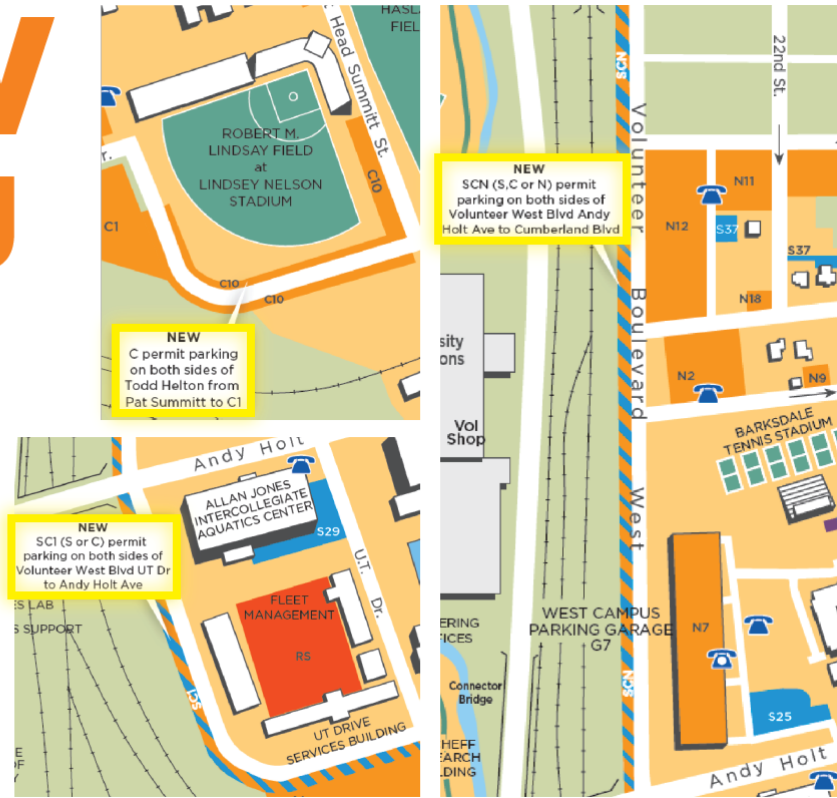 HASL
FIEL
Head Summitt St.
ROBERT M.
LINDSAY FIELD
at
LINDSEY NELSON
STADIUM
C10
r.
C1
C10
C10
NEW
C permit parking
on both sides of
Todd Helton from
Pat Summitt to C1
Andy Holt
ALLAN JONES
INTERCOLLEGIATE
AQUATICS CENTER
S29
NEW
SC1 (S or C) permit
parking on both sides of
Volunteer West Blvd UT Dr
to Andy Holt Ave
ES LAB
S SUPPORT
U.T. Dr.
FLEET
MANAGEMENT
RS
SC1
UT DRIVE
SERVICES BUILDING
E
OF
Y
SCN
22nd St.
Volunteer Boulevard West
NEW
SCN (S,C or N) permit
parking on both sides of
Volunteer West Blvd Andy
Holt Ave to Cumberland Blvd
N11
N12
S37
S37
N18
N2
N9
sity
ons
Vol
Shop
BARKSDALE
TENNIS STADIUM
WEST CAMPUS
PARKING GARAGE
G7
N7
ERING
FICES
Connector
Bridge
SCN
S25
HEFF
EARCH
LDING
Andy Holt